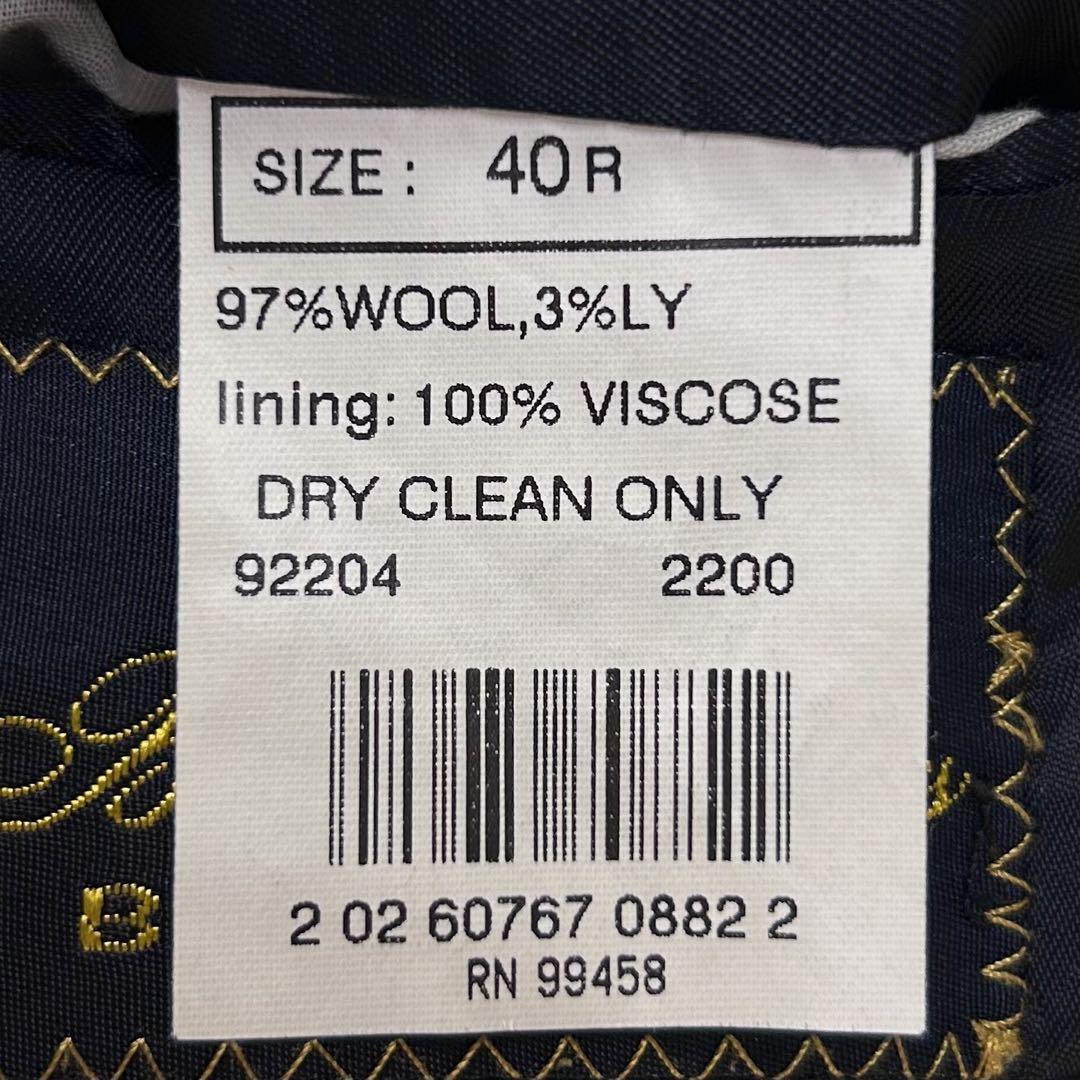 SIZE : 40 R
97%WOOL,3%LY
lining: 100% VISCOSE
DRY CLEAN ONLY
92204 2200
2 02 60767 0882 2
RN 99458
B